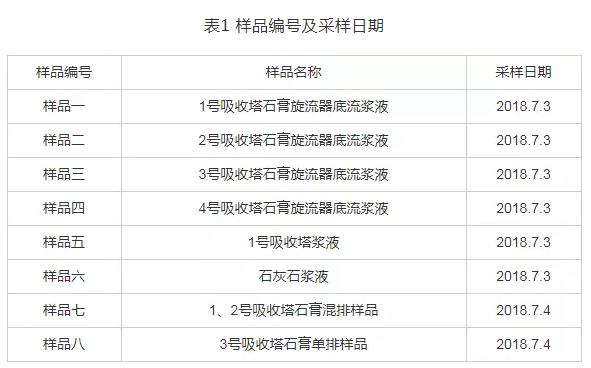 表1 样品编号及采样日期
样品编号 样品名称 采样日期
样品一 1号吸收塔石膏旋流器底流浆液 2018.7.3
样品二 2号吸收塔石膏旋流器底流浆液 2018.7.3
样品三 3号吸收塔石膏旋流器底流浆液 2018.7.3
样品四 4号吸收塔石膏旋流器底流浆液 2018.7.3
样品五 1号吸收塔浆液 2018.7.3
样品六 石灰石浆液 2018.7.3
样品七 1、2号吸收塔石膏混排样品 2018.7.4
样品八 3号吸收塔石膏单排样品 2018.7.4